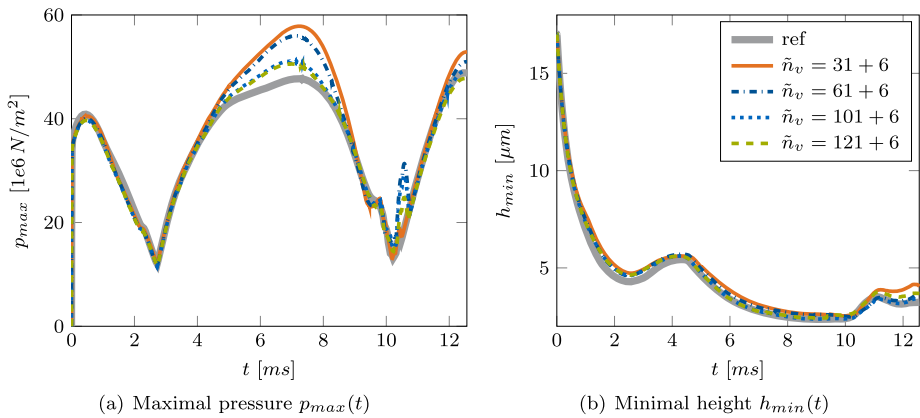 60
40
20
0
p_max [1e6 N/m²]
0 2 4 6 8 10 12
t [ms]
(a) Maximal pressure p_max(t)
15
10
5
h_min [μm]
0 2 4 6 8 10 12
t [ms]
ref
ñ_v = 31 + 6
ñ_v = 61 + 6
ñ_v = 101 + 6
ñ_v = 121 + 6
(b) Minimal height h_min(t)